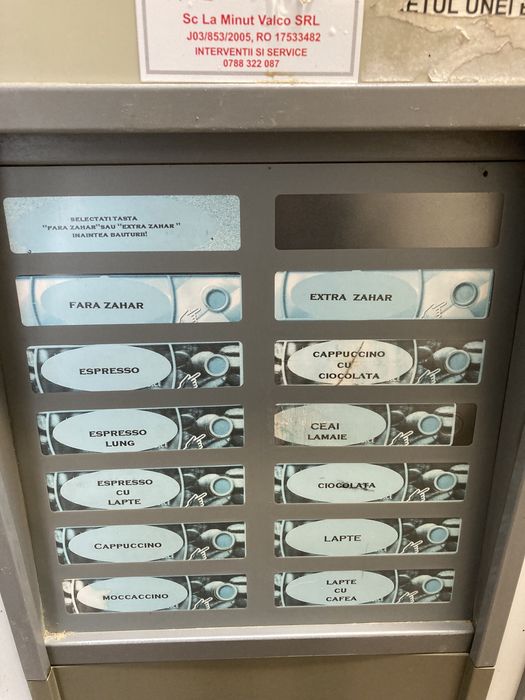 Sc La Minut Valco SRL
J03/853/2005, RO 17533482
INTERVENTII SI SERVICE
0788 322 087
SELECTATI TASTA
"FARA ZAHAR"SAU "EXTRA ZAHAR"
INAINTEA BAUTURII!
FARA ZAHAR
EXTRA ZAHAR
ESPRESSO
CAPPUCCINO
CU
CIOCOLATA
ESPRESSO
LUNG
CEAI
LAMAIE
ESPRESSO
CU
LAPTE
CIOCOLATA
CAPPUCCINO
LAPTE
MOCCACCINO
LAPTE
CU
CAFEA